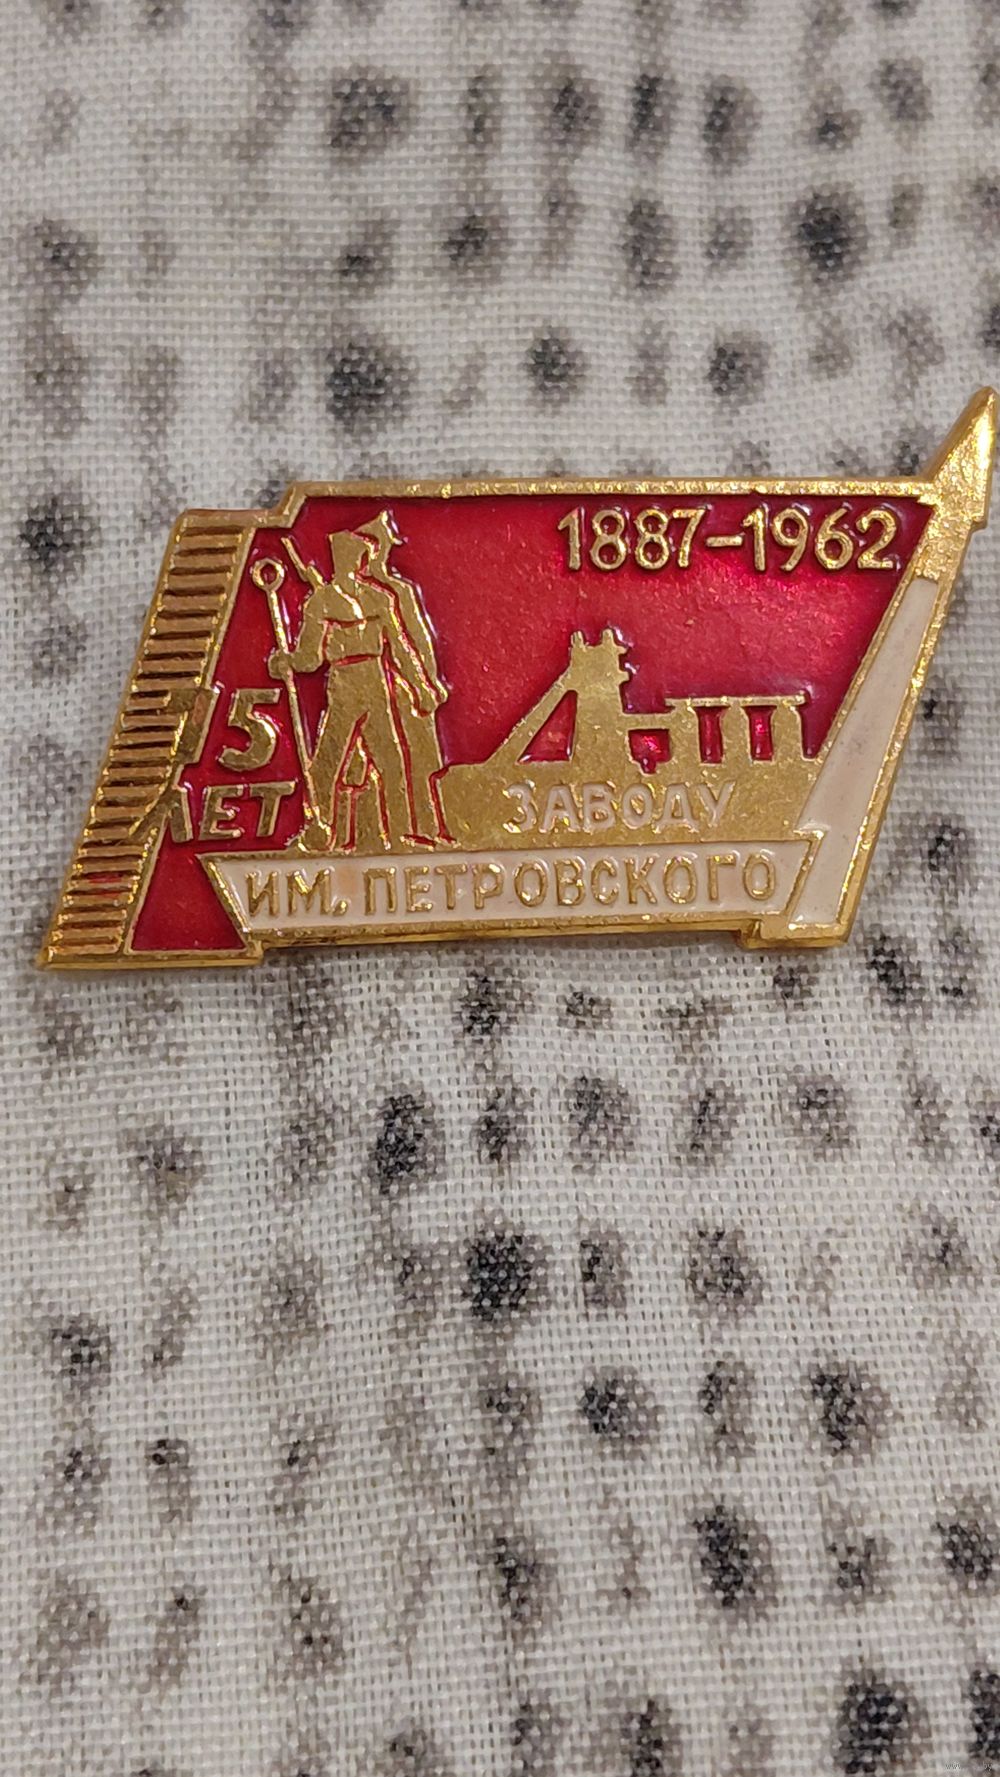 1887-1962
75
ЛЕТ
ЗАВОДУ
ИМ. ПЕТРОВСКОГО